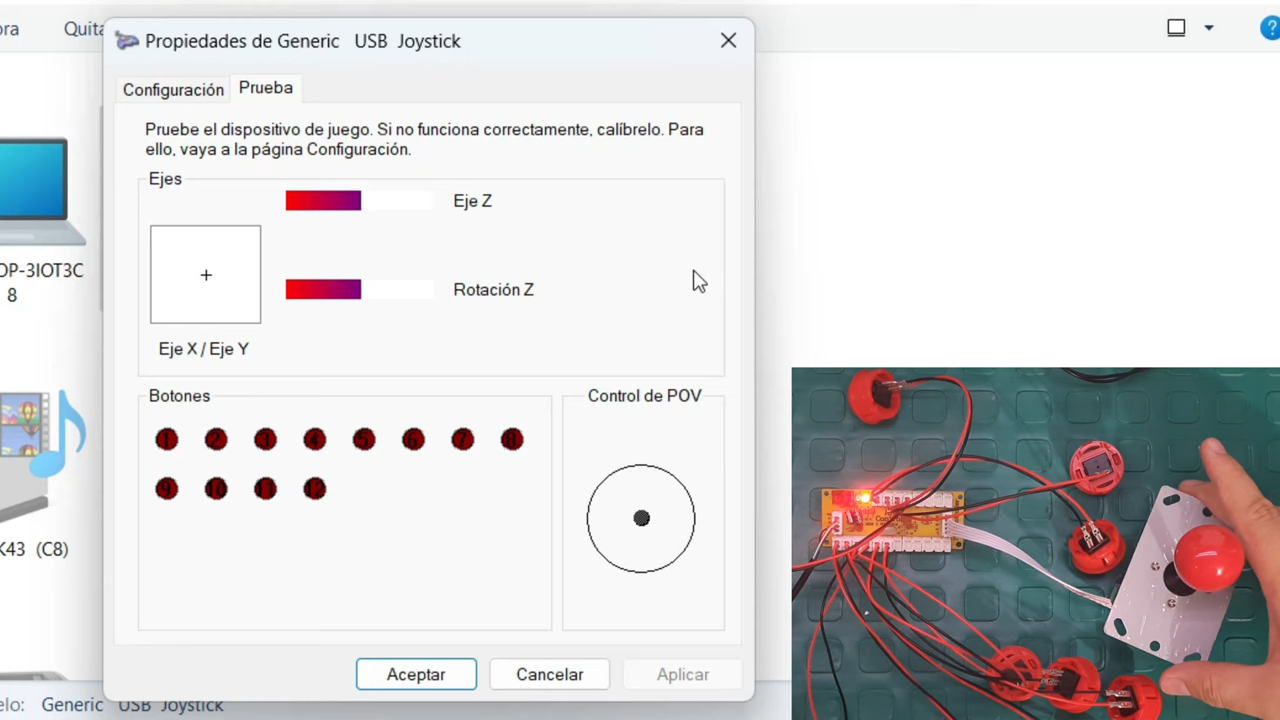 ora
Quita
?
Propiedades de Generic USB Joystick
Configuración
Prueba
Pruebe el dispositivo de juego. Si no funciona correctamente, calíbrelo. Para
ello, vaya a la página Configuración.
Ejes
Eje Z
Rotación Z
Eje X / Eje Y
OP-3IOT3C
8
K43 (C8)
Botones
1 2 3 4 5 6 7 8
9 10 11 12
Control de POV
Aceptar
Cancelar
Aplicar
elo: Generic USB Joystick